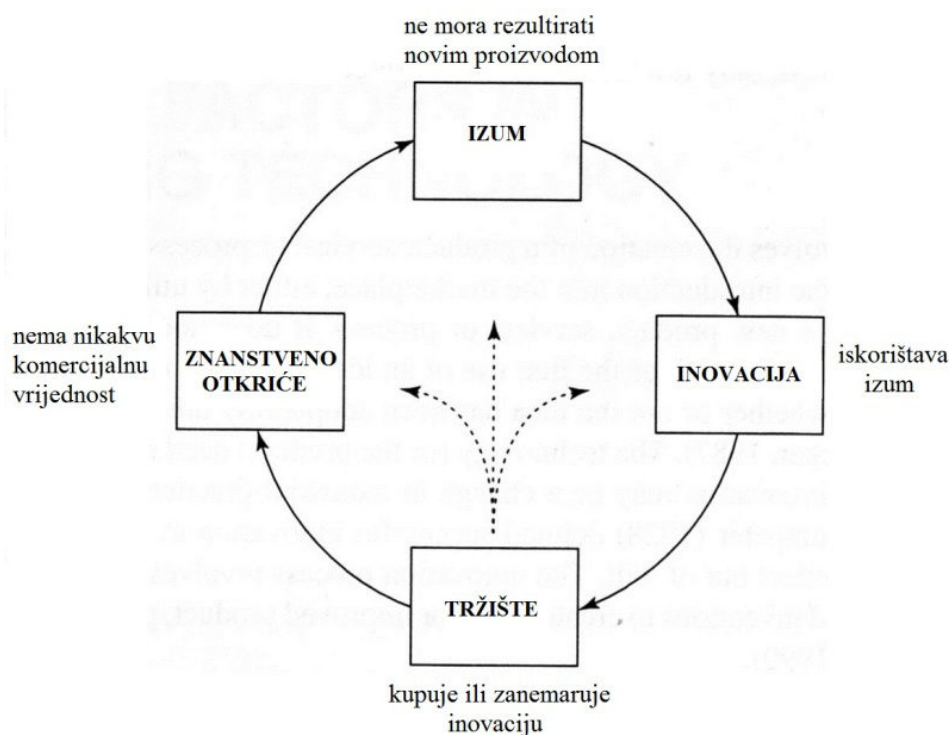 ne mora rezultirati
novim proizvodom
IZUM
nema nikakvu
komercijalnu
vrijednost
ZNANSTVENO
OTKRIĆE
INOVACIJA
iskorištava
izum
TRŽIŠTE
kupuje ili zanemaruje
inovaciju